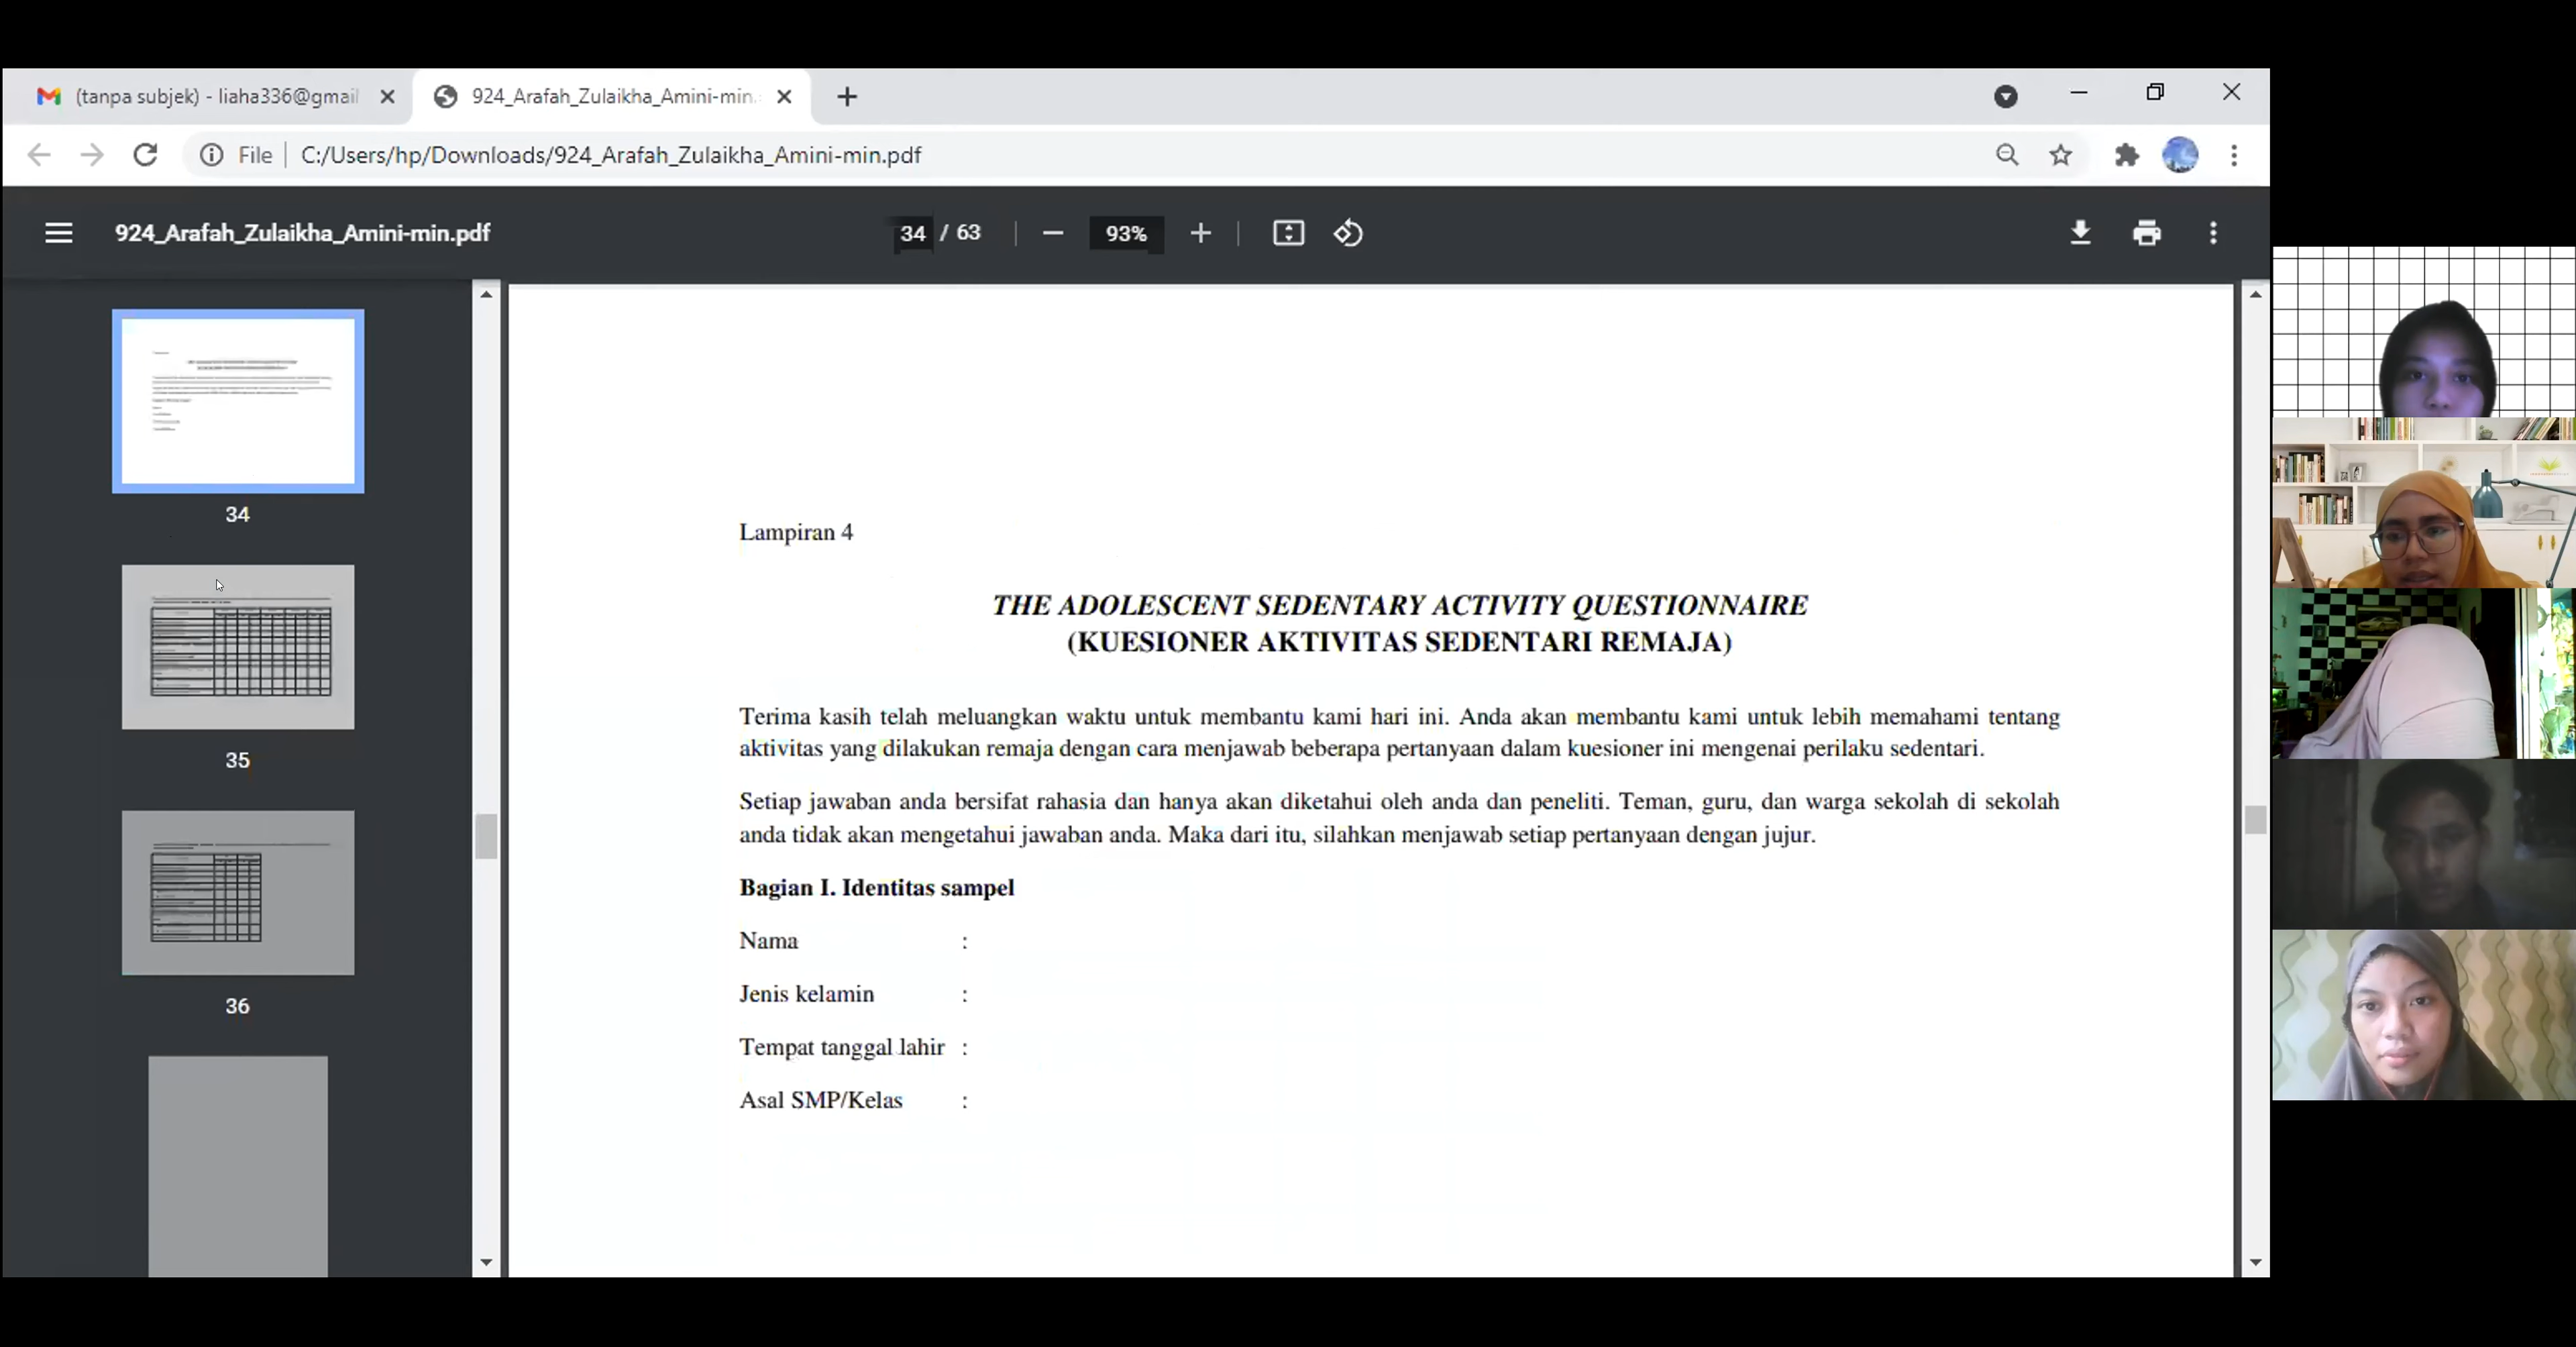 (tanpa subjek) - liaha336@gmail
924_Arafah_Zulaikha_Amini-min.
File
C:/Users/hp/Downloads/924_Arafah_Zulaikha_Amini-min.pdf
924_Arafah_Zulaikha_Amini-min.pdf
34 / 63
93%
34
35
36
Lampiran 4
THE ADOLESCENT SEDENTARY ACTIVITY QUESTIONNAIRE
(KUESIONER AKTIVITAS SEDENTARI REMAJA)
Terima kasih telah meluangkan waktu untuk membantu kami hari ini. Anda akan membantu kami untuk lebih memahami tentang
aktivitas yang dilakukan remaja dengan cara menjawab beberapa pertanyaan dalam kuesioner ini mengenai perilaku sedentari.
Setiap jawaban anda bersifat rahasia dan hanya akan diketahui oleh anda dan peneliti. Teman, guru, dan warga sekolah di sekolah
anda tidak akan mengetahui jawaban anda. Maka dari itu, silahkan menjawab setiap pertanyaan dengan jujur.
Bagian I. Identitas sampel
Nama :
Jenis kelamin :
Tempat tanggal lahir :
Asal SMP/Kelas :